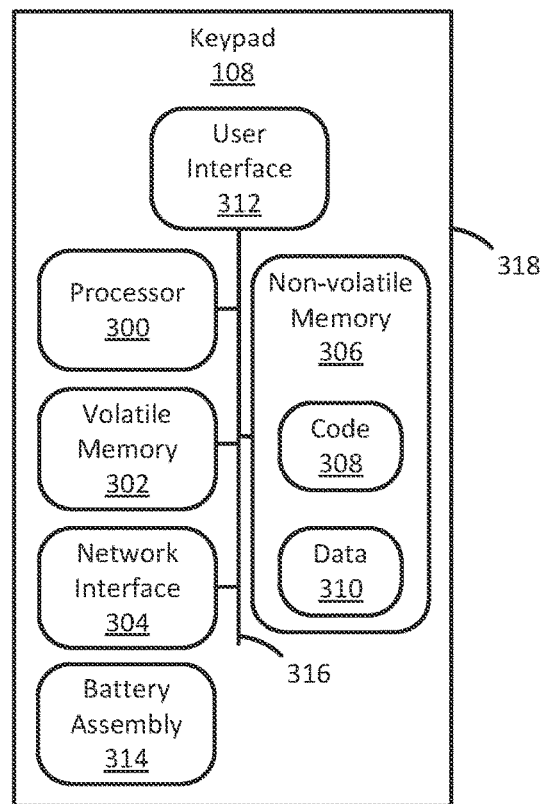 Keypad
108
User
Interface
312
Processor
300
Non-volatile
Memory
306
318
Volatile
Memory
302
Code
308
Network
Interface
304
Data
310
316
Battery
Assembly
314